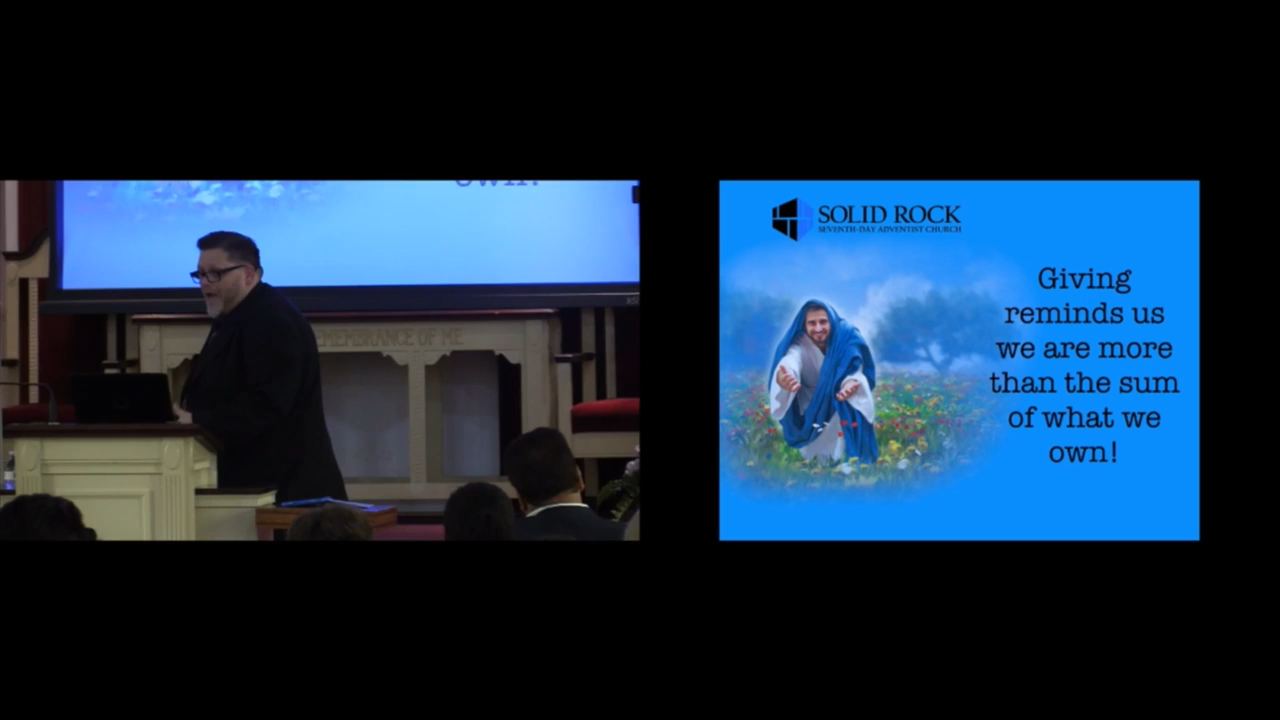 own!
REMEMBRANCE OF ME
SOLID ROCK
SEVENTH-DAY ADVENTIST CHURCH
Giving
reminds us
we are more
than the sum
of what we
own!